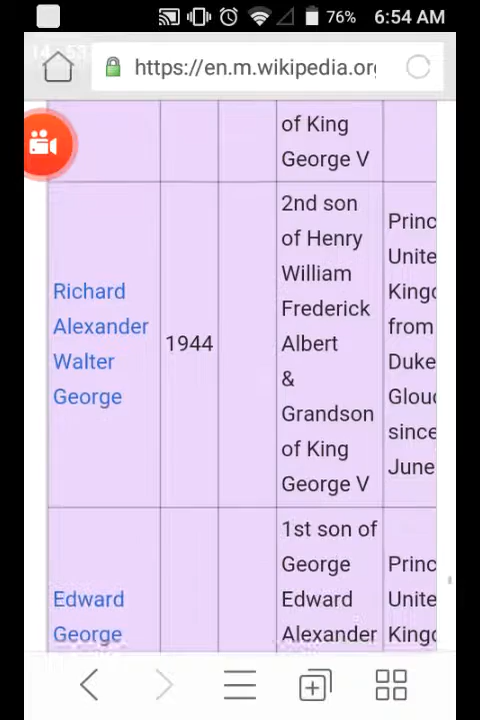 76% 6:54 AM
https://en.m.wikipedia.or
of King
George V
Richard
Alexander
Walter
George
1944
2nd son
of Henry
William
Frederick
Albert
&
Grandson
of King
George V
Princ
Unite
Kingd
from
Duke
Glouc
since
June
Edward
George
1st son of
George
Edward
Alexander
Princ
Unite
Kingd